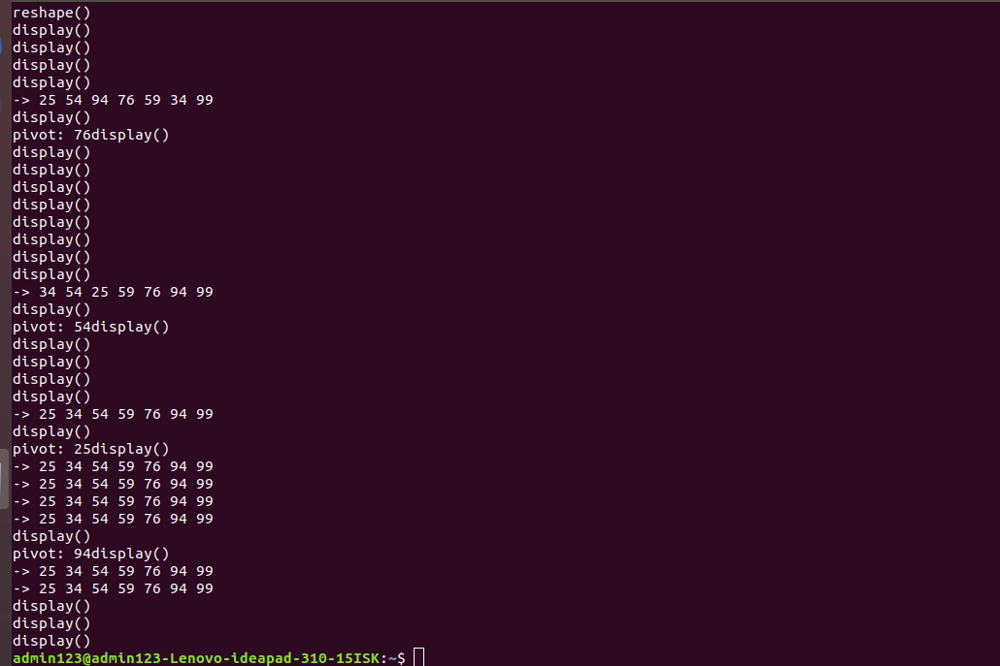 reshape()
display()
display()
display()
display()
-> 25 54 94 76 59 34 99
display()
pivot: 76display()
display()
display()
display()
display()
display()
display()
display()
display()
-> 34 54 25 59 76 94 99
display()
pivot: 54display()
display()
display()
display()
display()
-> 25 34 54 59 76 94 99
display()
pivot: 25display()
-> 25 34 54 59 76 94 99
-> 25 34 54 59 76 94 99
-> 25 34 54 59 76 94 99
-> 25 34 54 59 76 94 99
display()
pivot: 94display()
-> 25 34 54 59 76 94 99
-> 25 34 54 59 76 94 99
display()
display()
display()
admin123@admin123-Lenovo-ideapad-310-15ISK:~$